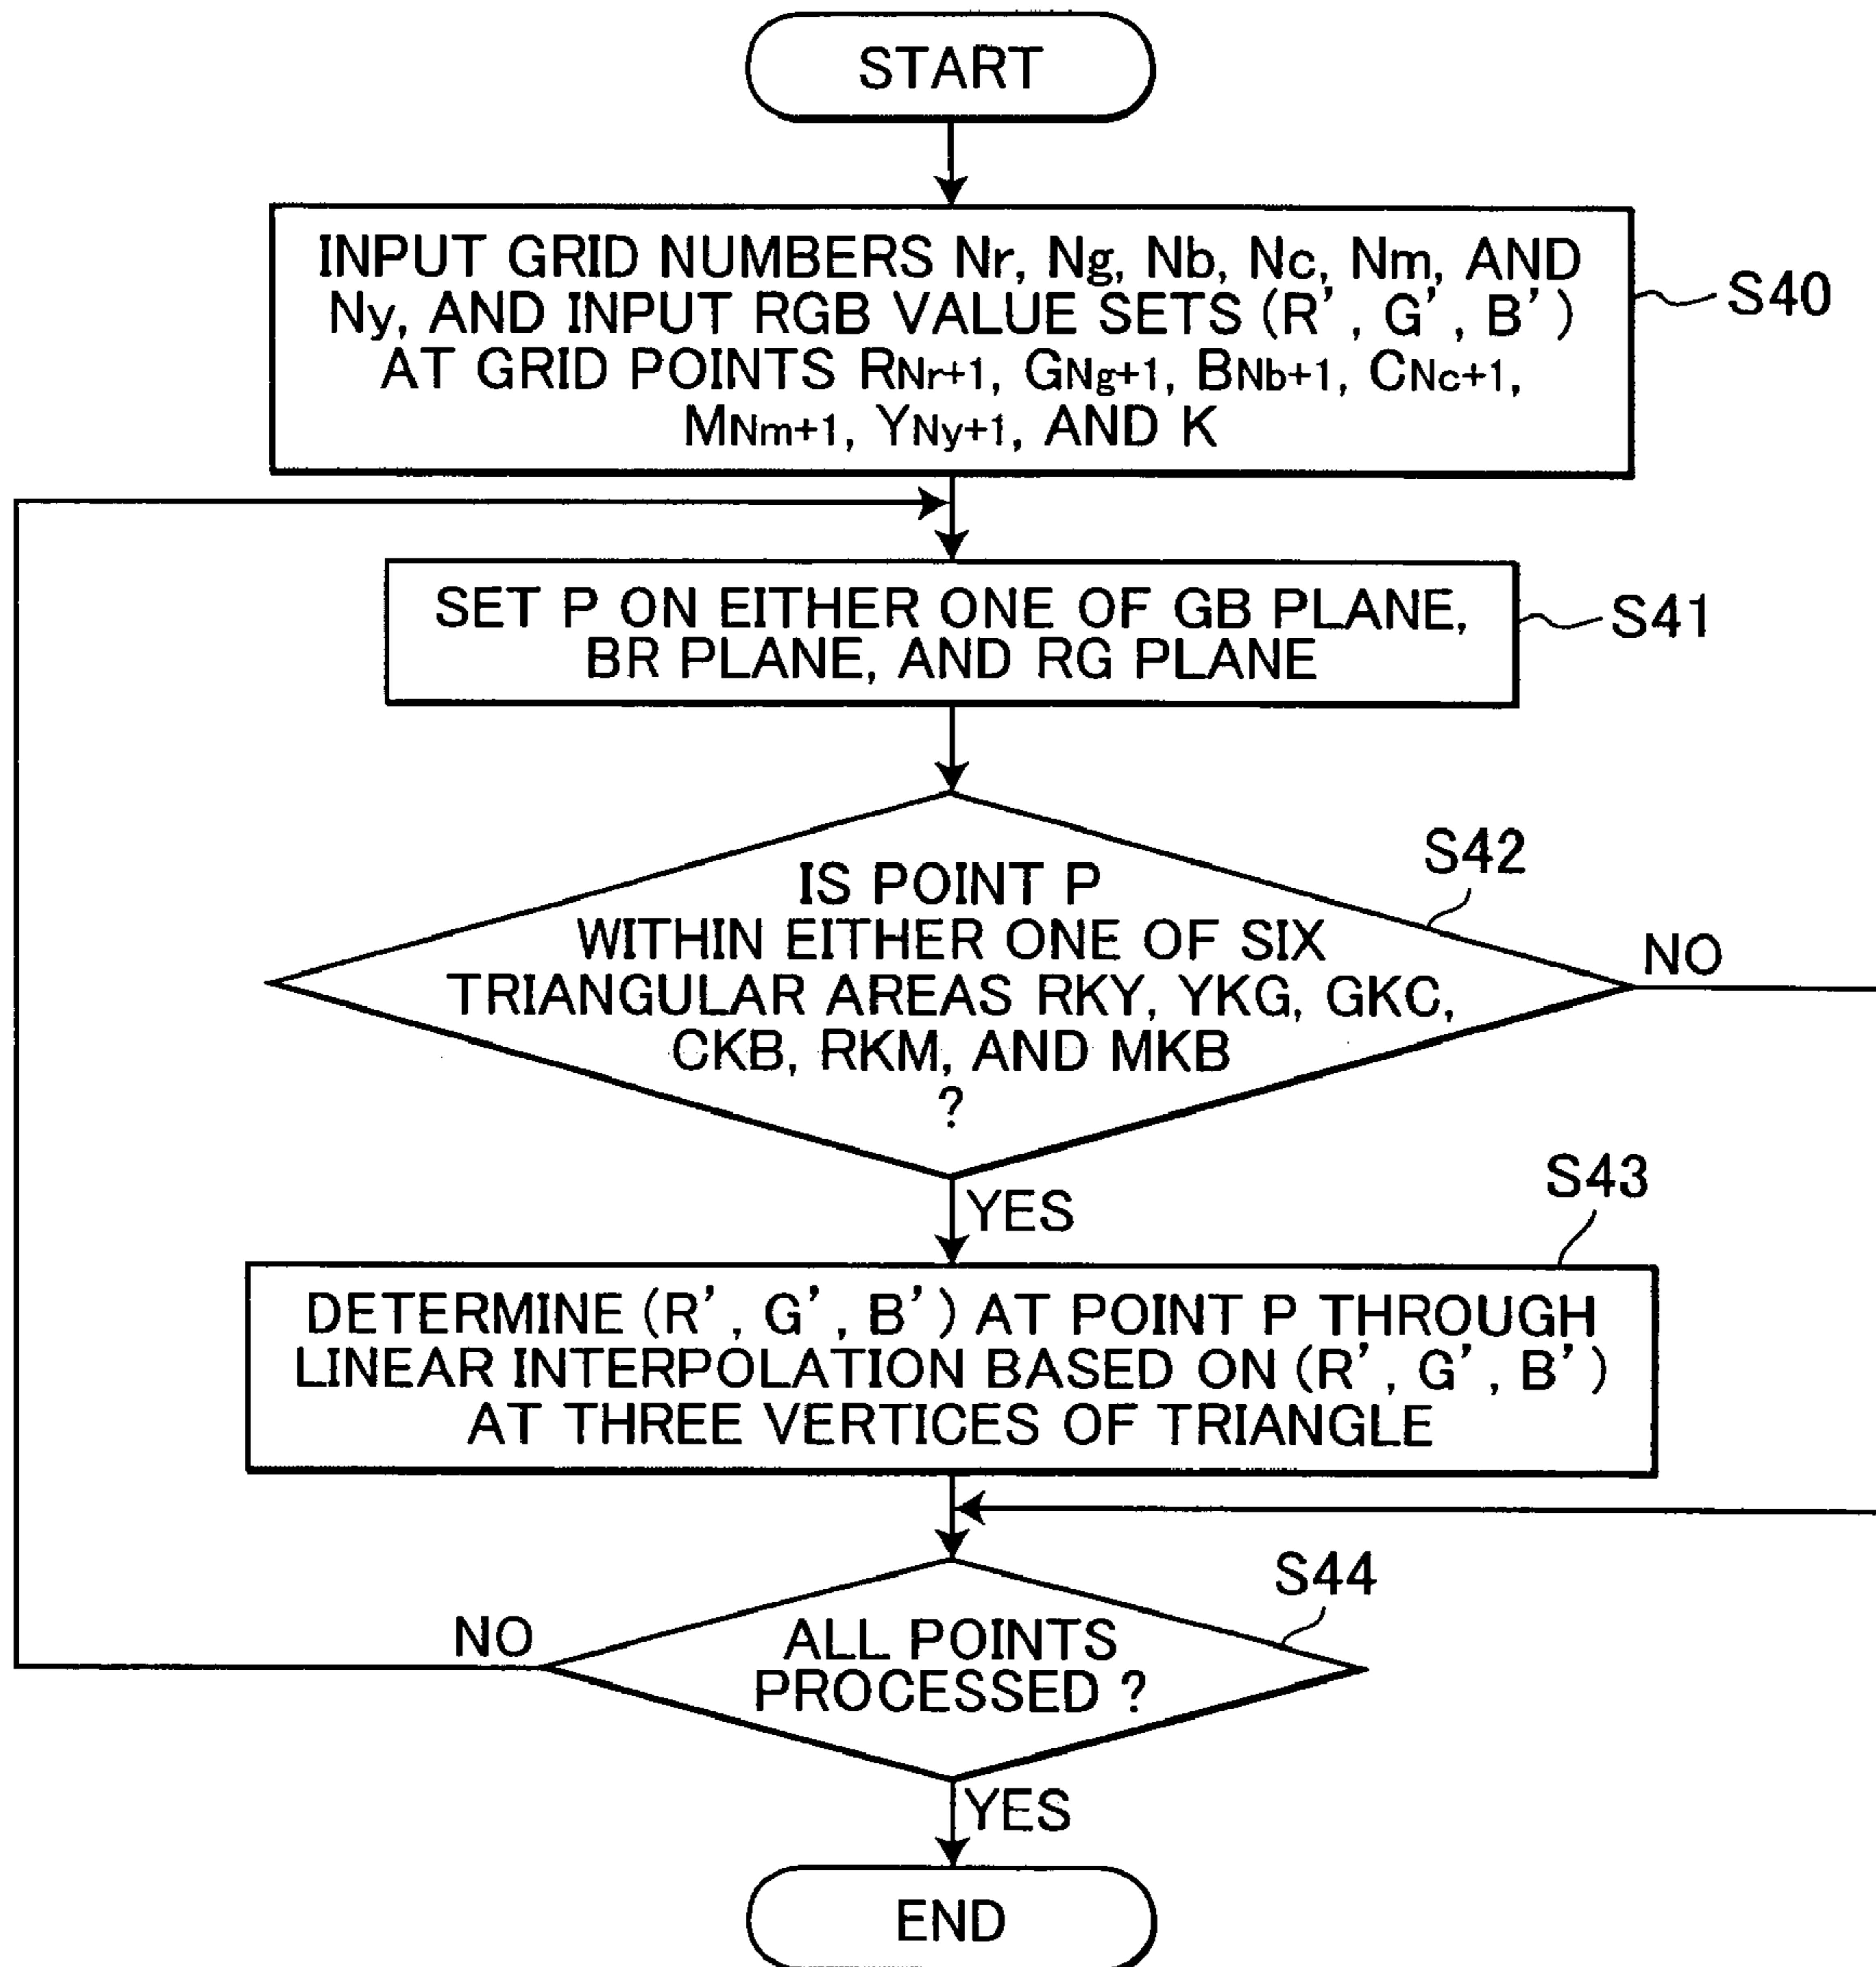 START
INPUT GRID NUMBERS Nr, Ng, Nb, Nc, Nm, AND
Ny, AND INPUT RGB VALUE SETS (R', G', B')
AT GRID POINTS RNr+1, GNg+1, BNb+1, CNc+1,
MNm+1, YNy+1, AND K
S40
SET P ON EITHER ONE OF GB PLANE,
BR PLANE, AND RG PLANE
S41
S42
IS POINT P
WITHIN EITHER ONE OF SIX
TRIANGULAR AREAS RKY, YKG, GKC,
CKB, RKM, AND MKB
?
NO
YES
S43
DETERMINE (R', G', B') AT POINT P THROUGH
LINEAR INTERPOLATION BASED ON (R', G', B')
AT THREE VERTICES OF TRIANGLE
S44
NO
ALL POINTS
PROCESSED ?
YES
END